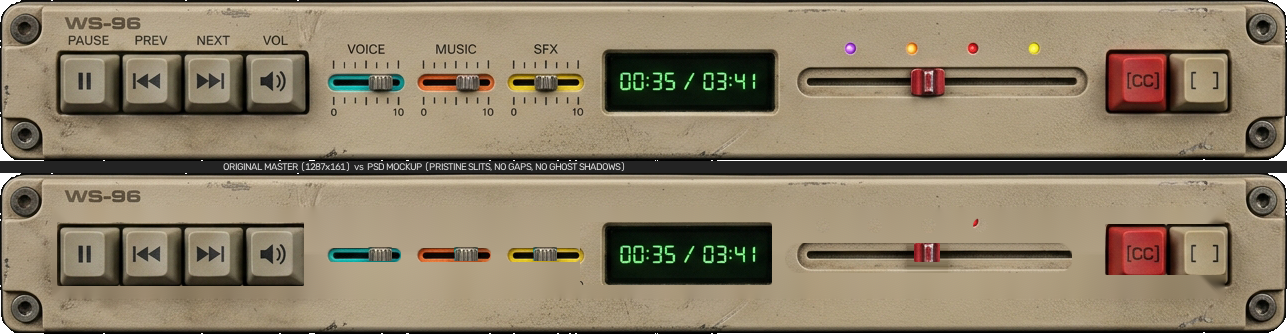 WS-96
PAUSE PREV NEXT VOL
VOICE MUSIC SFX
00:35 / 03:41
[CC] [ ]
0 10 0 10 0 10
ORIGINAL MASTER (1287x161) vs PSD MOCKUP (PRISTINE SLITS, NO GAPS, NO GHOST SHADOWS)
WS-96
00:35 / 03:41
[CC] [ ]